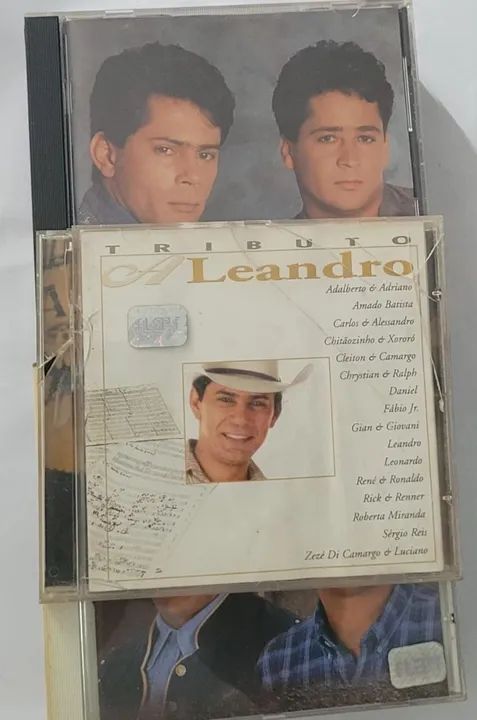 TRIBUTO
A Leandro
Adalberto & Adriano
Amado Batista
Carlos & Alessandro
Chitãozinho & Xororó
Cleiton & Camargo
Chrystian & Ralph
Daniel
Fábio Jr.
Gian & Giovani
Leandro
Leonardo
René & Ronaldo
Rick & Renner
Roberta Miranda
Sérgio Reis
Zezé Di Camargo & Luciano